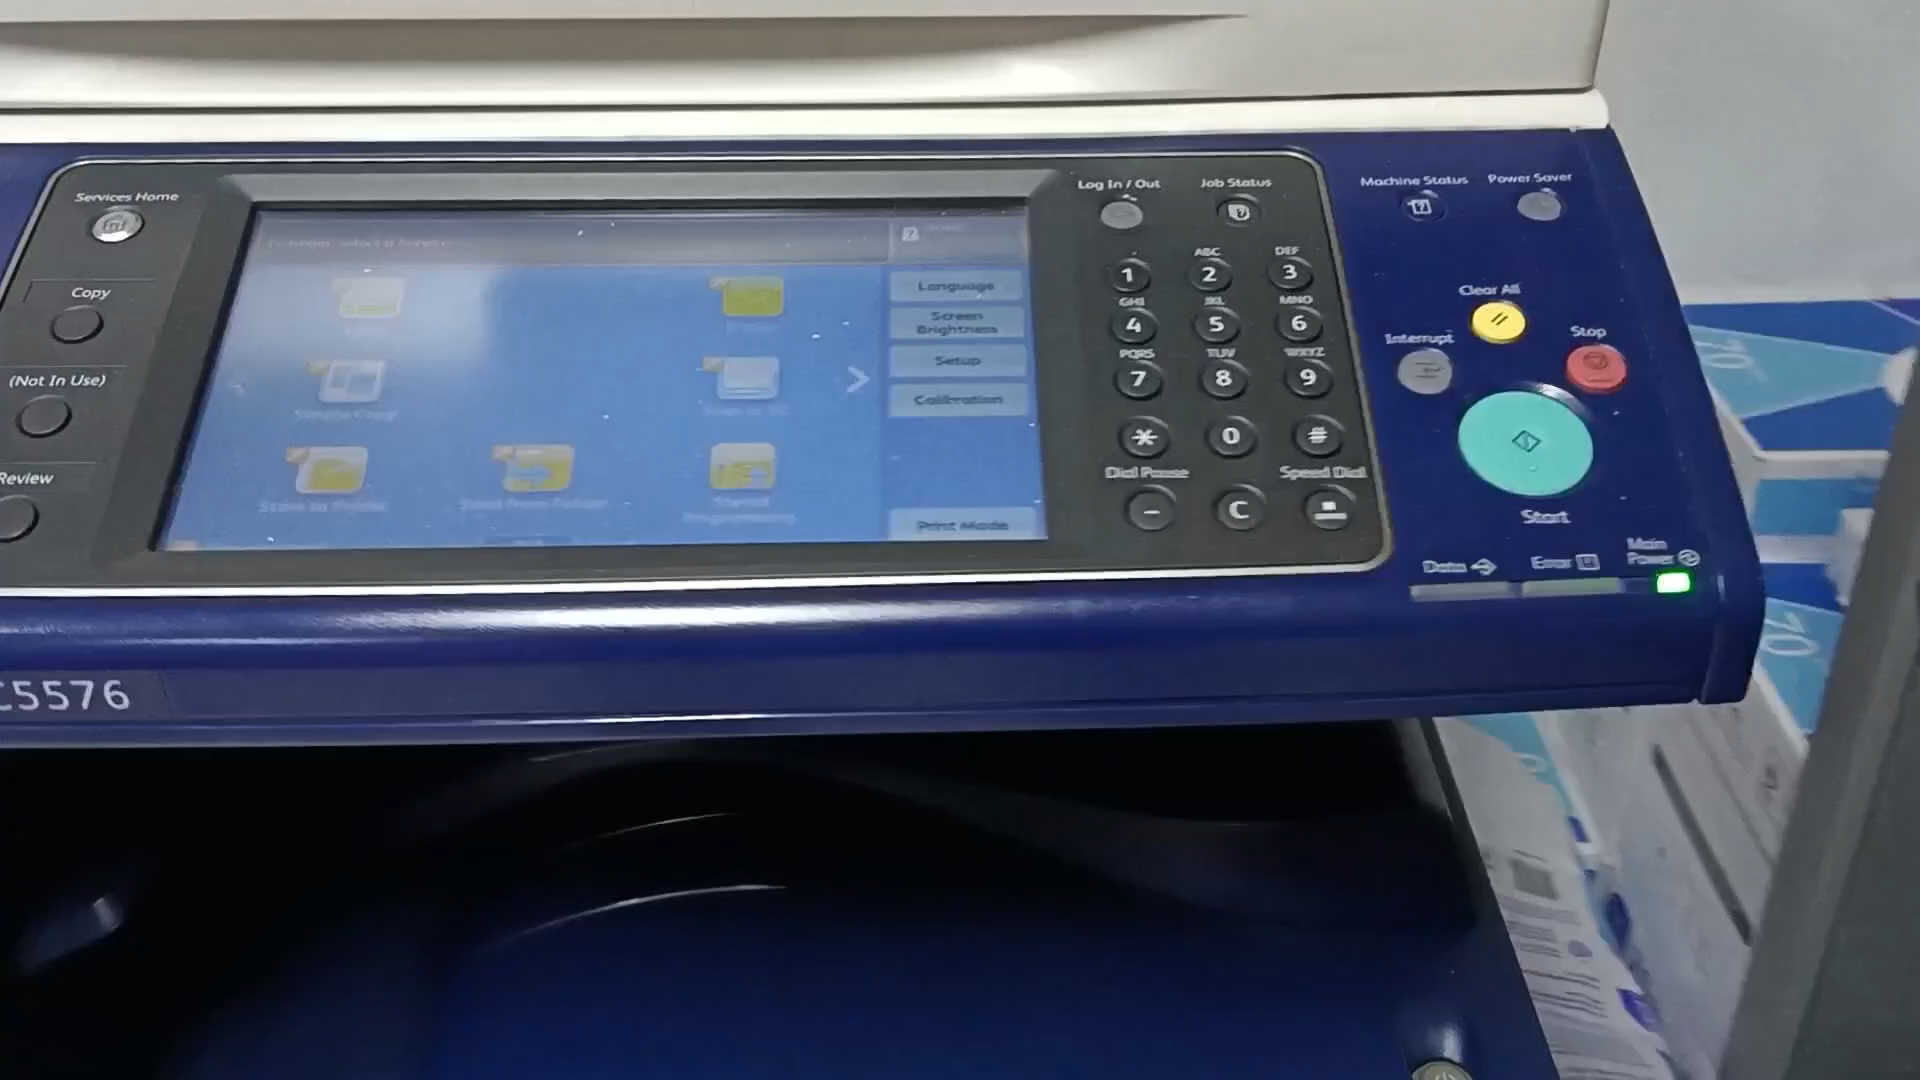 Services Home
Copy
(Not In Use)
Review
Language
Screen
Brightness
Setup
Calibration
Print Mode
Simple Copy
Log In / Out
Job Status
1
ABC
2
DEF
3
GHI
4
JKL
5
MNO
6
PQRS
7
TUV
8
WXYZ
9
*
0
#
Dial Pause
Speed Dial
-
C
Machine Status
Power Saver
Clear All
Interrupt
Stop
Start
Data
Error
Main
Power
C5576